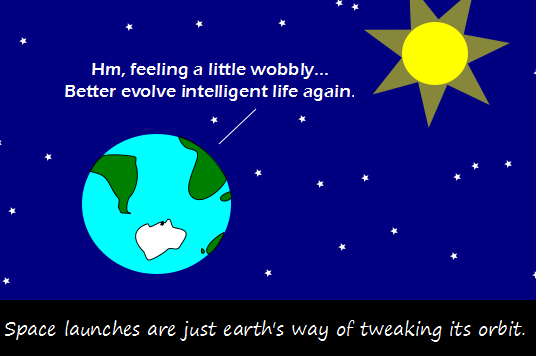 Hm, feeling a little wobbly...
Better evolve intelligent life again.
Space launches are just earth's way of tweaking its orbit.